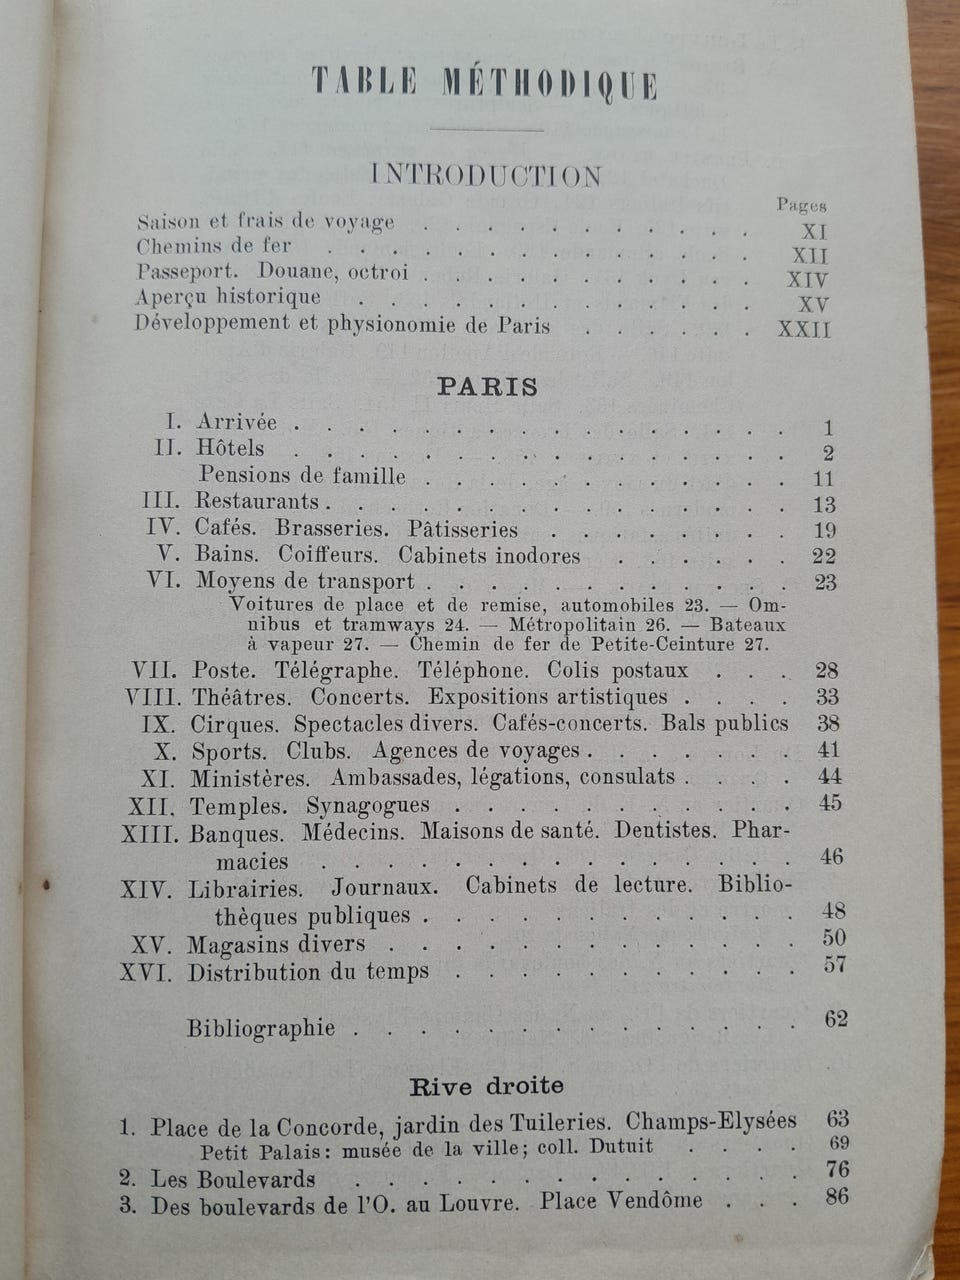 TABLE MÉTHODIQUE
INTRODUCTION
Pages
Saison et frais de voyage . . . . . . . . . . . XI
Chemins de fer . . . . . . . . . . . . . . XII
Passeport. Douane, octroi . . . . . . . . . . . XIV
Aperçu historique . . . . . . . . . . . . . XV
Développement et physionomie de Paris . . . . . . XXII
PARIS
I. Arrivée . . . . . . . . . . . . . . . . 1
II. Hôtels . . . . . . . . . . . . . . . . 2
Pensions de famille . . . . . . . . . . . . 11
III. Restaurants . . . . . . . . . . . . . . . 13
IV. Cafés. Brasseries. Pâtisseries . . . . . . . . 19
V. Bains. Coiffeurs. Cabinets inodores . . . . . . 22
VI. Moyens de transport . . . . . . . . . . . . 23
Voitures de place et de remise, automobiles 23. — Om-
nibus et tramways 24. — Métropolitain 26. — Bateaux
à vapeur 27. — Chemin de fer de Petite-Ceinture 27.
VII. Poste. Télégraphe. Téléphone. Colis postaux . . . 28
VIII. Théâtres. Concerts. Expositions artistiques . . . . 33
IX. Cirques. Spectacles divers. Cafés-concerts. Bals publics 38
X. Sports. Clubs. Agences de voyages . . . . . . . 41
XI. Ministères. Ambassades, légations, consulats . . . . 44
XII. Temples. Synagogues . . . . . . . . . . . 45
XIII. Banques. Médecins. Maisons de santé. Dentistes. Phar-
macies . . . . . . . . . . . . . . . 46
XIV. Librairies. Journaux. Cabinets de lecture. Biblio-
thèques publiques . . . . . . . . . . . . 48
XV. Magasins divers . . . . . . . . . . . . . 50
XVI. Distribution du temps . . . . . . . . . . . 57
Bibliographie . . . . . . . . . . . . . . 62
Rive droite
1. Place de la Concorde, jardin des Tuileries. Champs-Elysées 63
Petit Palais: musée de la ville; coll. Dutuit . . . . 69
2. Les Boulevards . . . . . . . . . . . . . . 76
3. Des boulevards de l'O. au Louvre. Place Vendôme . . . 86